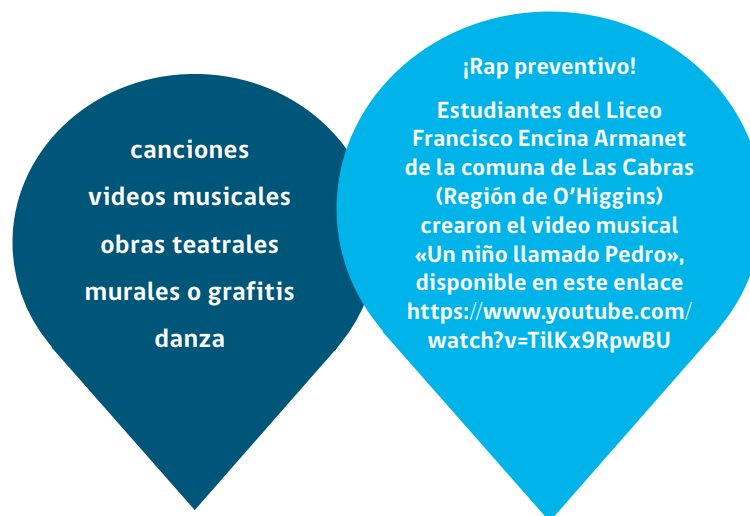 canciones
videos musicales
obras teatrales
murales o grafitis
danza
¡Rap preventivo!
Estudiantes del Liceo
Francisco Encina Armanet
de la comuna de Las Cabras
(Región de O’Higgins)
crearon el video musical
«Un niño llamado Pedro»,
disponible en este enlace
https://www.youtube.com/
watch?v=TilKx9RpwBU